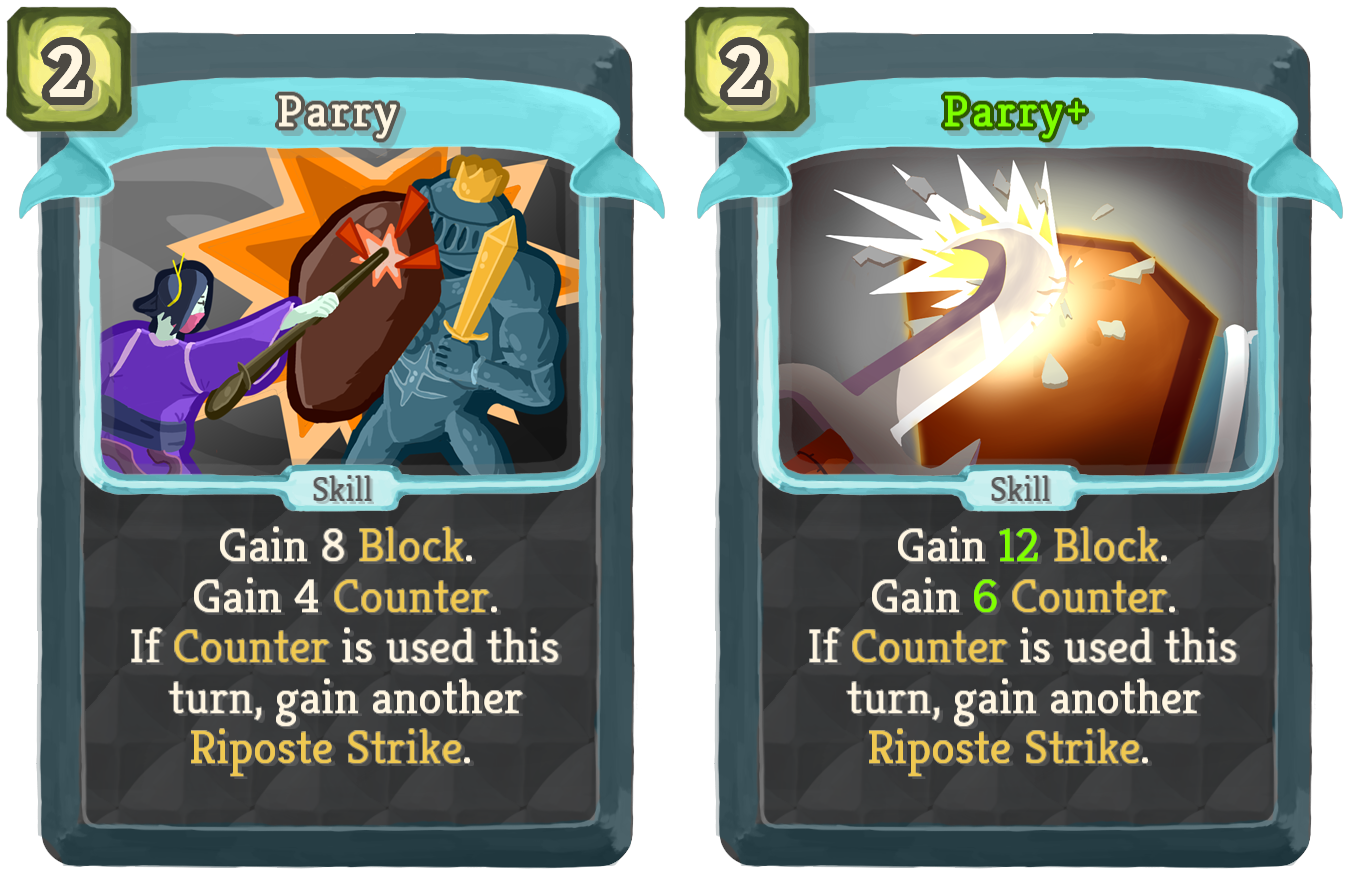 2
Parry
Skill
Gain 8 Block.
Gain 4 Counter.
If Counter is used this
turn, gain another
Riposte Strike.
2
Parry+
Skill
Gain 12 Block.
Gain 6 Counter.
If Counter is used this
turn, gain another
Riposte Strike.